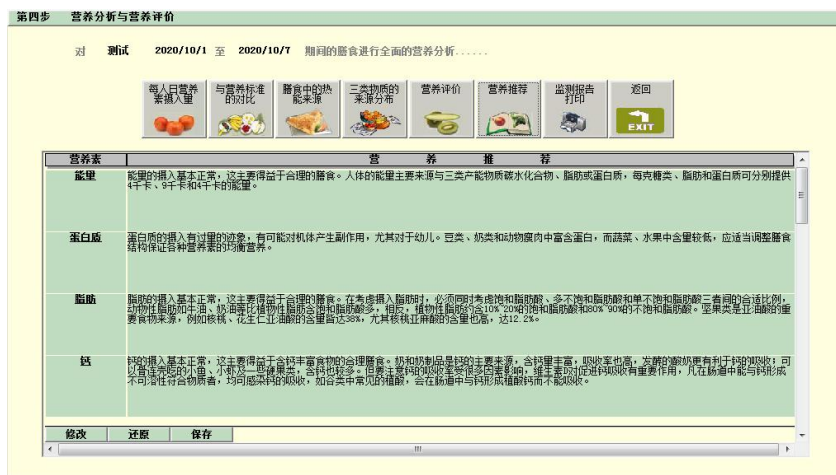 第四步 营养分析与营养评价
对 测试 2020/10/1 至 2020/10/7 期间的膳食进行全面的营养分析......
每人日营养素摄入量 与营养标准的对比 膳食中的热能来源 三类物质的来源分布 营养评价 营养推荐 监测报告打印 返回
EXIT
营养素 营 养 推 荐
能量 能量的摄入基本正常，这主要得益于合理的膳食。人体的能量主要来源与三类产能物质碳水化合物、脂肪或蛋白质，每克糖类、脂肪和蛋白质可分别提供
4千卡、9千卡和4千卡的能量。
蛋白质 蛋白质的摄入有过量的迹象，有可能对机体产生副作用，尤其对于幼儿。豆类、奶类和动物瘦肉中富含蛋白，而蔬菜、水果中含量较低，应适当调整膳食
结构保证各种营养素的均衡营养。
脂肪 脂肪的摄入基本正常，这主要得益于合理的膳食。在考虑摄入脂肪时，必须同时考虑饱和脂肪酸、多不饱和脂肪酸和单不饱和脂肪酸三者间的合适比例，
动物性脂肪如牛油、奶油等比植物性脂肪含饱和脂肪酸多，相反，植物性脂肪约含10%~20%的饱和脂肪酸和80%~90%的不饱和脂肪酸。坚果类是亚油酸的重
要食物来源，例如核桃、花生仁亚油酸的含量皆达38%，尤其核桃亚麻酸的含量也高，达12.2%。
钙 钙的摄入基本正常，这主要得益于含钙丰富食物的合理膳食。奶和奶制品是钙的主要来源，含钙量丰富，吸收率也高，发酵的酸奶更有利于钙的吸收；可
以骨连壳吃的小鱼、小虾及一些硬果类，含钙也较多。但要注意钙的吸收率受很多因素影响，维生素D对促进钙吸收有重要作用，凡在肠道中能与钙形成
不可溶性符合物质者，均可感染钙的吸收，如谷类中常见的植酸，会在肠道中与钙形成植酸钙而不能吸收。
修改 还原 保存